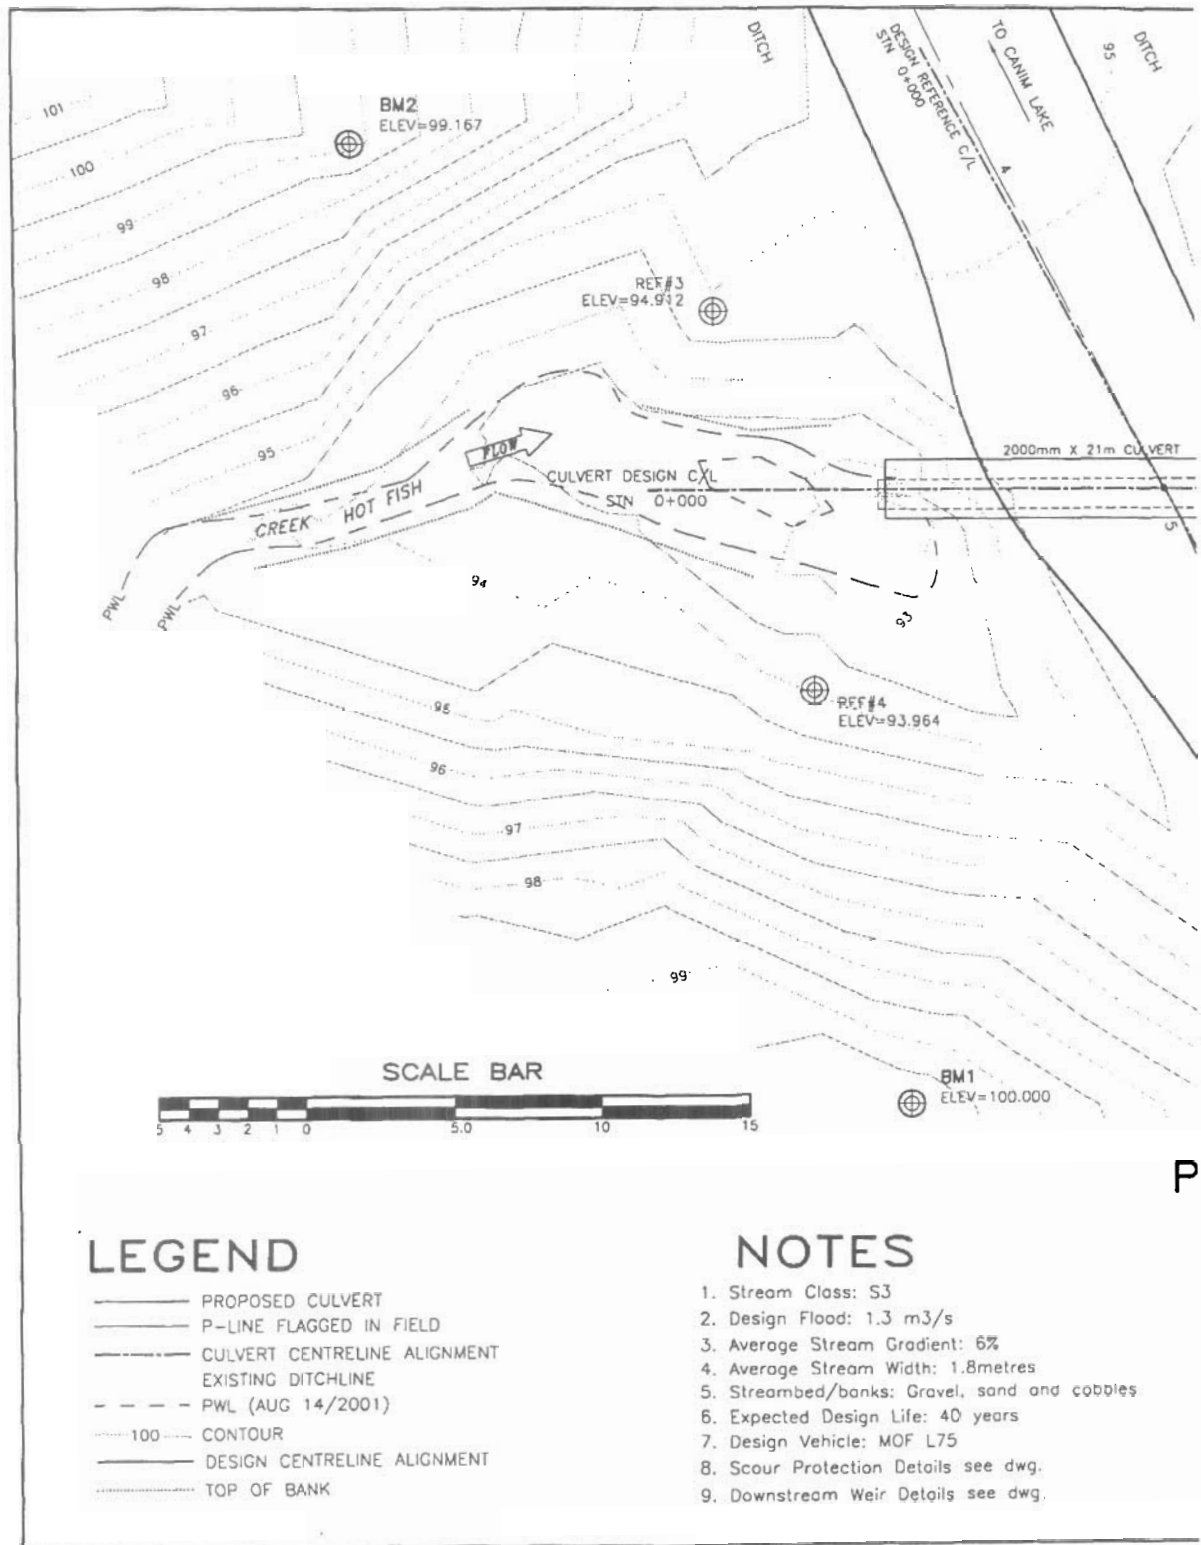 DITCH
DESIGN REFERENCE C/L
STN 0+000
TO CANIM LAKE
95
DITCH
101
BM2
ELEV=99.167
100
4
99
98
REF#3
ELEV=94.912
97
96
95
FLOW
2000mm X 21m CULVERT
CULVERT DESIGN C/L
STN 0+000
CREEK HOT FISH
5
94
PWL
PWL
93
95
REF#4
ELEV=93.964
96
97
98
99
SCALE BAR
5 4 3 2 1 0 5.0 10 15
BM1
ELEV=100.000
P
LEGEND
PROPOSED CULVERT
P-LINE FLAGGED IN FIELD
CULVERT CENTRELINE ALIGNMENT
EXISTING DITCHLINE
PWL (AUG 14/2001)
100 CONTOUR
DESIGN CENTRELINE ALIGNMENT
TOP OF BANK
NOTES
1. Stream Class: S3
2. Design Flood: 1.3 m3/s
3. Average Stream Gradient: 6%
4. Average Stream Width: 1.8metres
5. Streambed/banks: Gravel, sand and cobbles
6. Expected Design Life: 40 years
7. Design Vehicle: MOF L75
8. Scour Protection Details see dwg.
9. Downstream Weir Details see dwg.